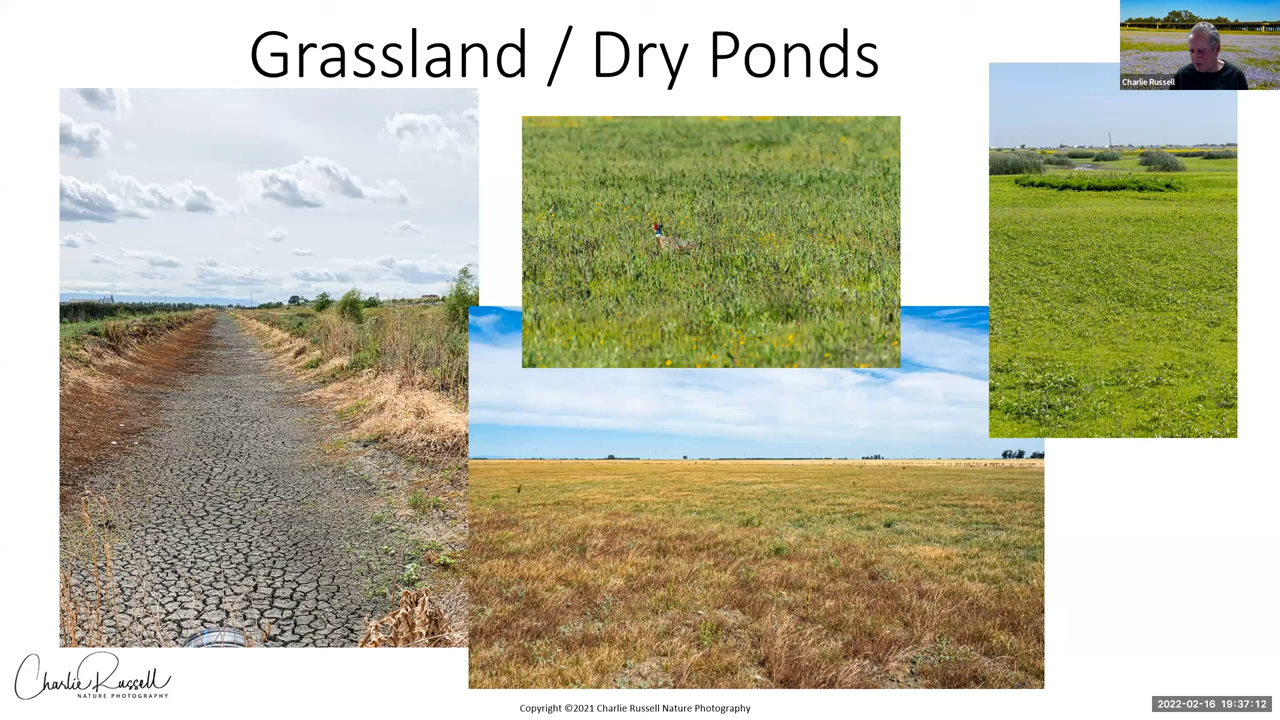 Grassland / Dry Ponds
Charlie Russell
Charlie Russell
NATURE PHOTOGRAPHY
Copyright ©2021 Charlie Russell Nature Photography
2022-02-16 19:37:12